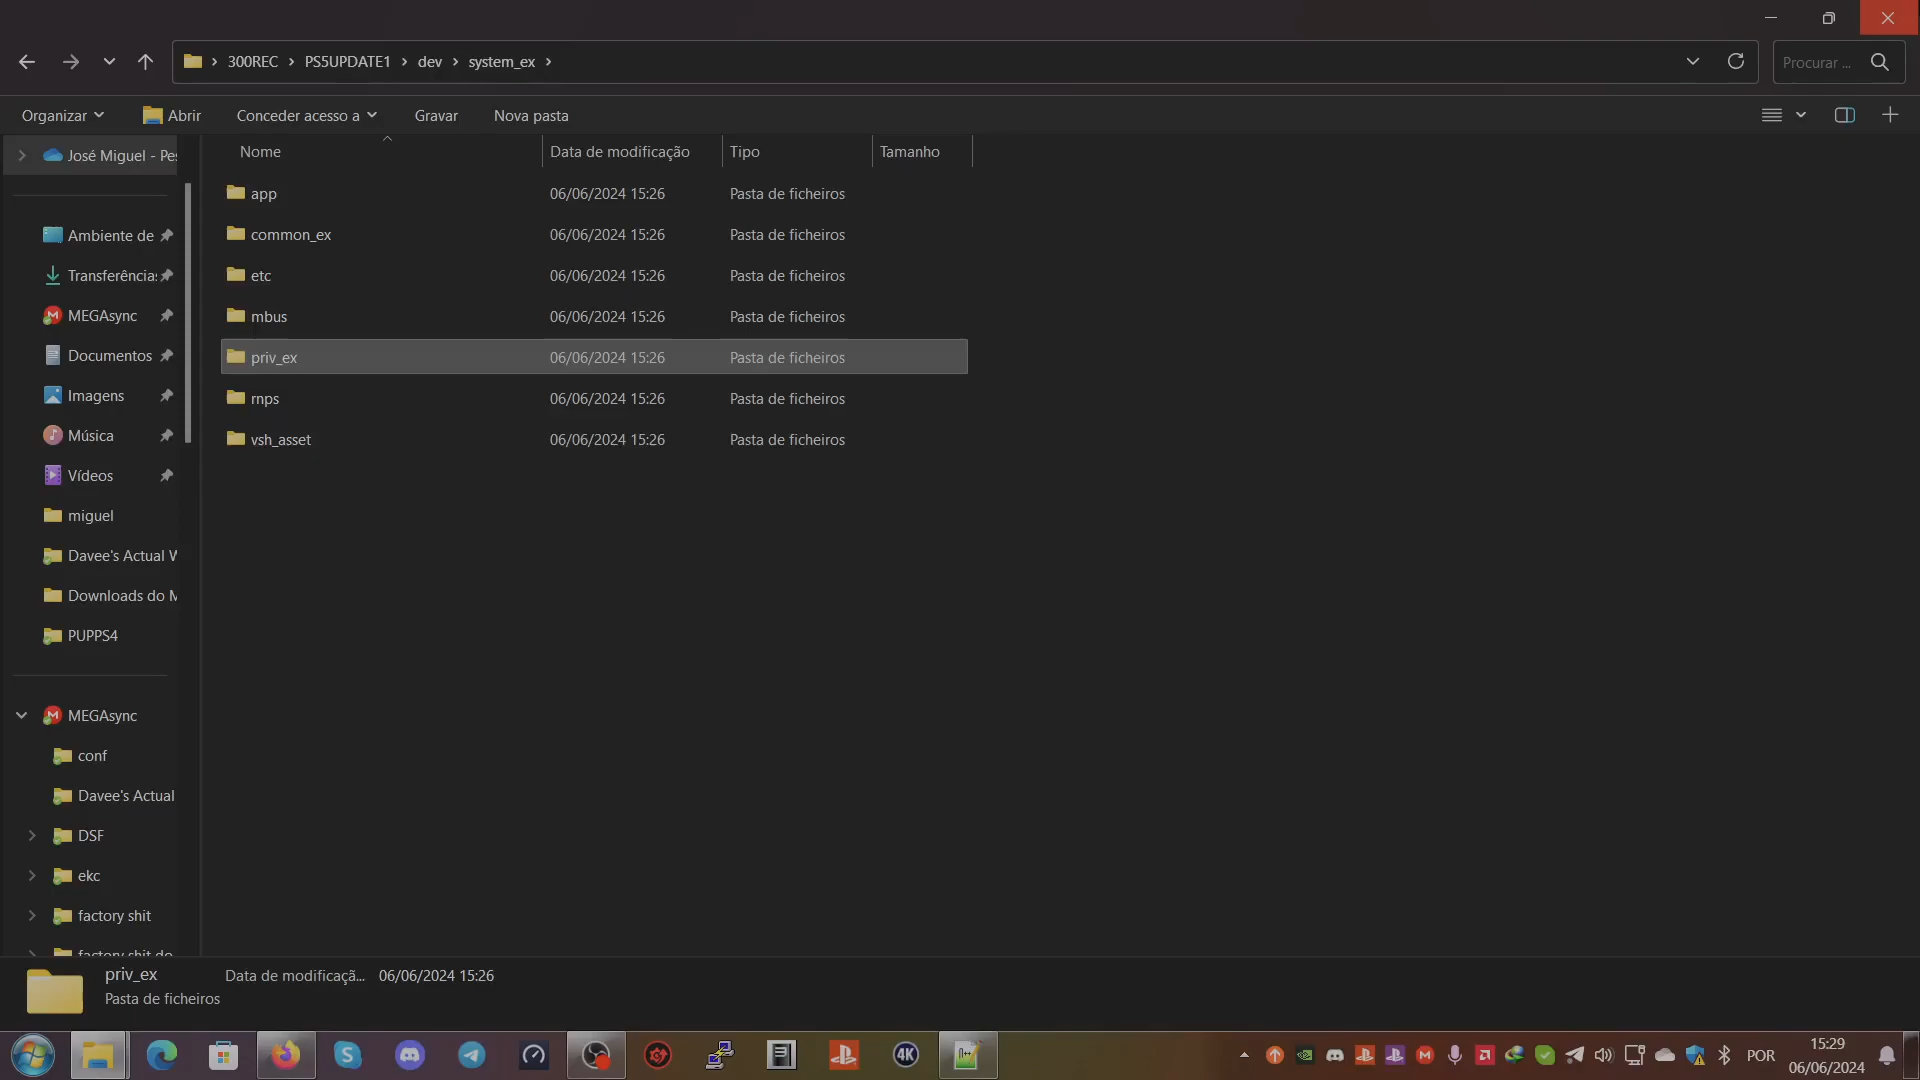 300REC
PS5UPDATE1
dev
system_ex
Procurar ...
Organizar
Abrir
Conceder acesso a
Gravar
Nova pasta
José Miguel - Pes
Nome
Data de modificação
Tipo
Tamanho
app 06/06/2024 15:26 Pasta de ficheiros
common_ex 06/06/2024 15:26 Pasta de ficheiros
etc 06/06/2024 15:26 Pasta de ficheiros
mbus 06/06/2024 15:26 Pasta de ficheiros
priv_ex 06/06/2024 15:26 Pasta de ficheiros
rnps 06/06/2024 15:26 Pasta de ficheiros
vsh_asset 06/06/2024 15:26 Pasta de ficheiros
Ambiente de
Transferências
MEGAsync
Documentos
Imagens
Música
Vídeos
miguel
Davee's Actual W
Downloads do M
PUPPS4
MEGAsync
conf
Davee's Actual
DSF
ekc
factory shit
factory shit do
priv_ex
Data de modificaçã... 06/06/2024 15:26
Pasta de ficheiros
4K
POR
15:29
06/06/2024